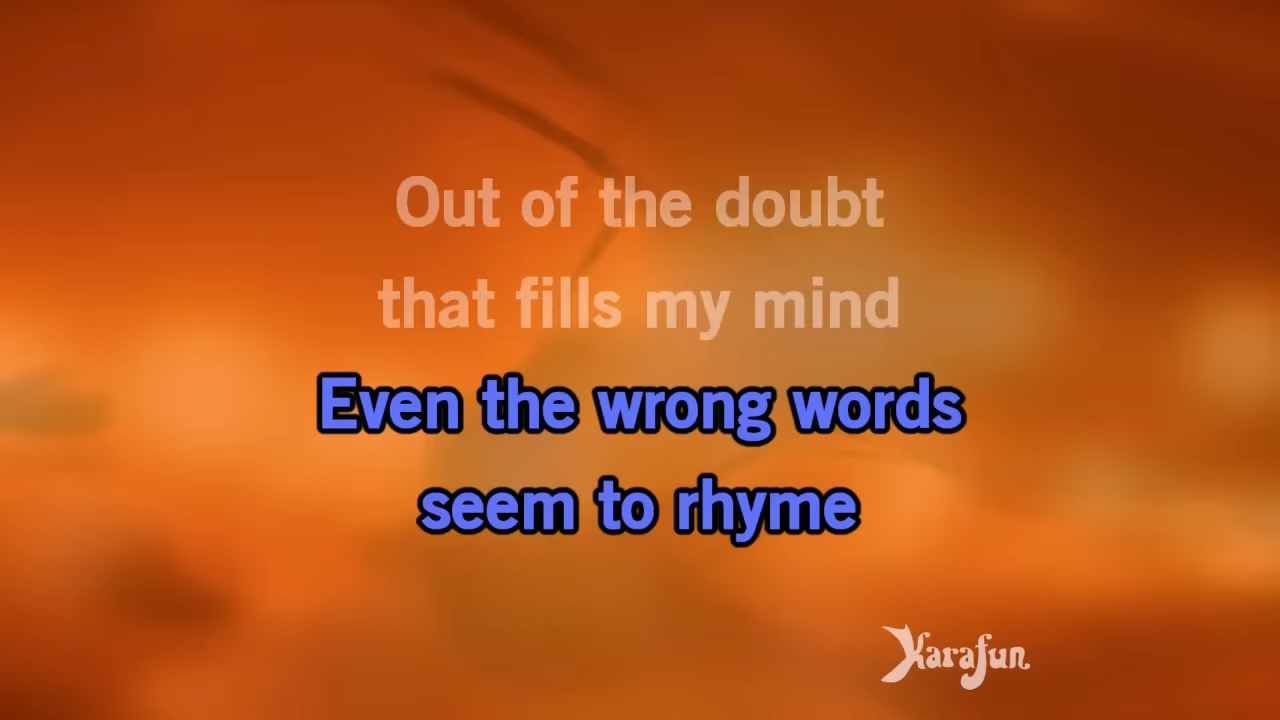 Out of the doubt
that fills my mind
Even the wrong words
seem to rhyme
Karafun